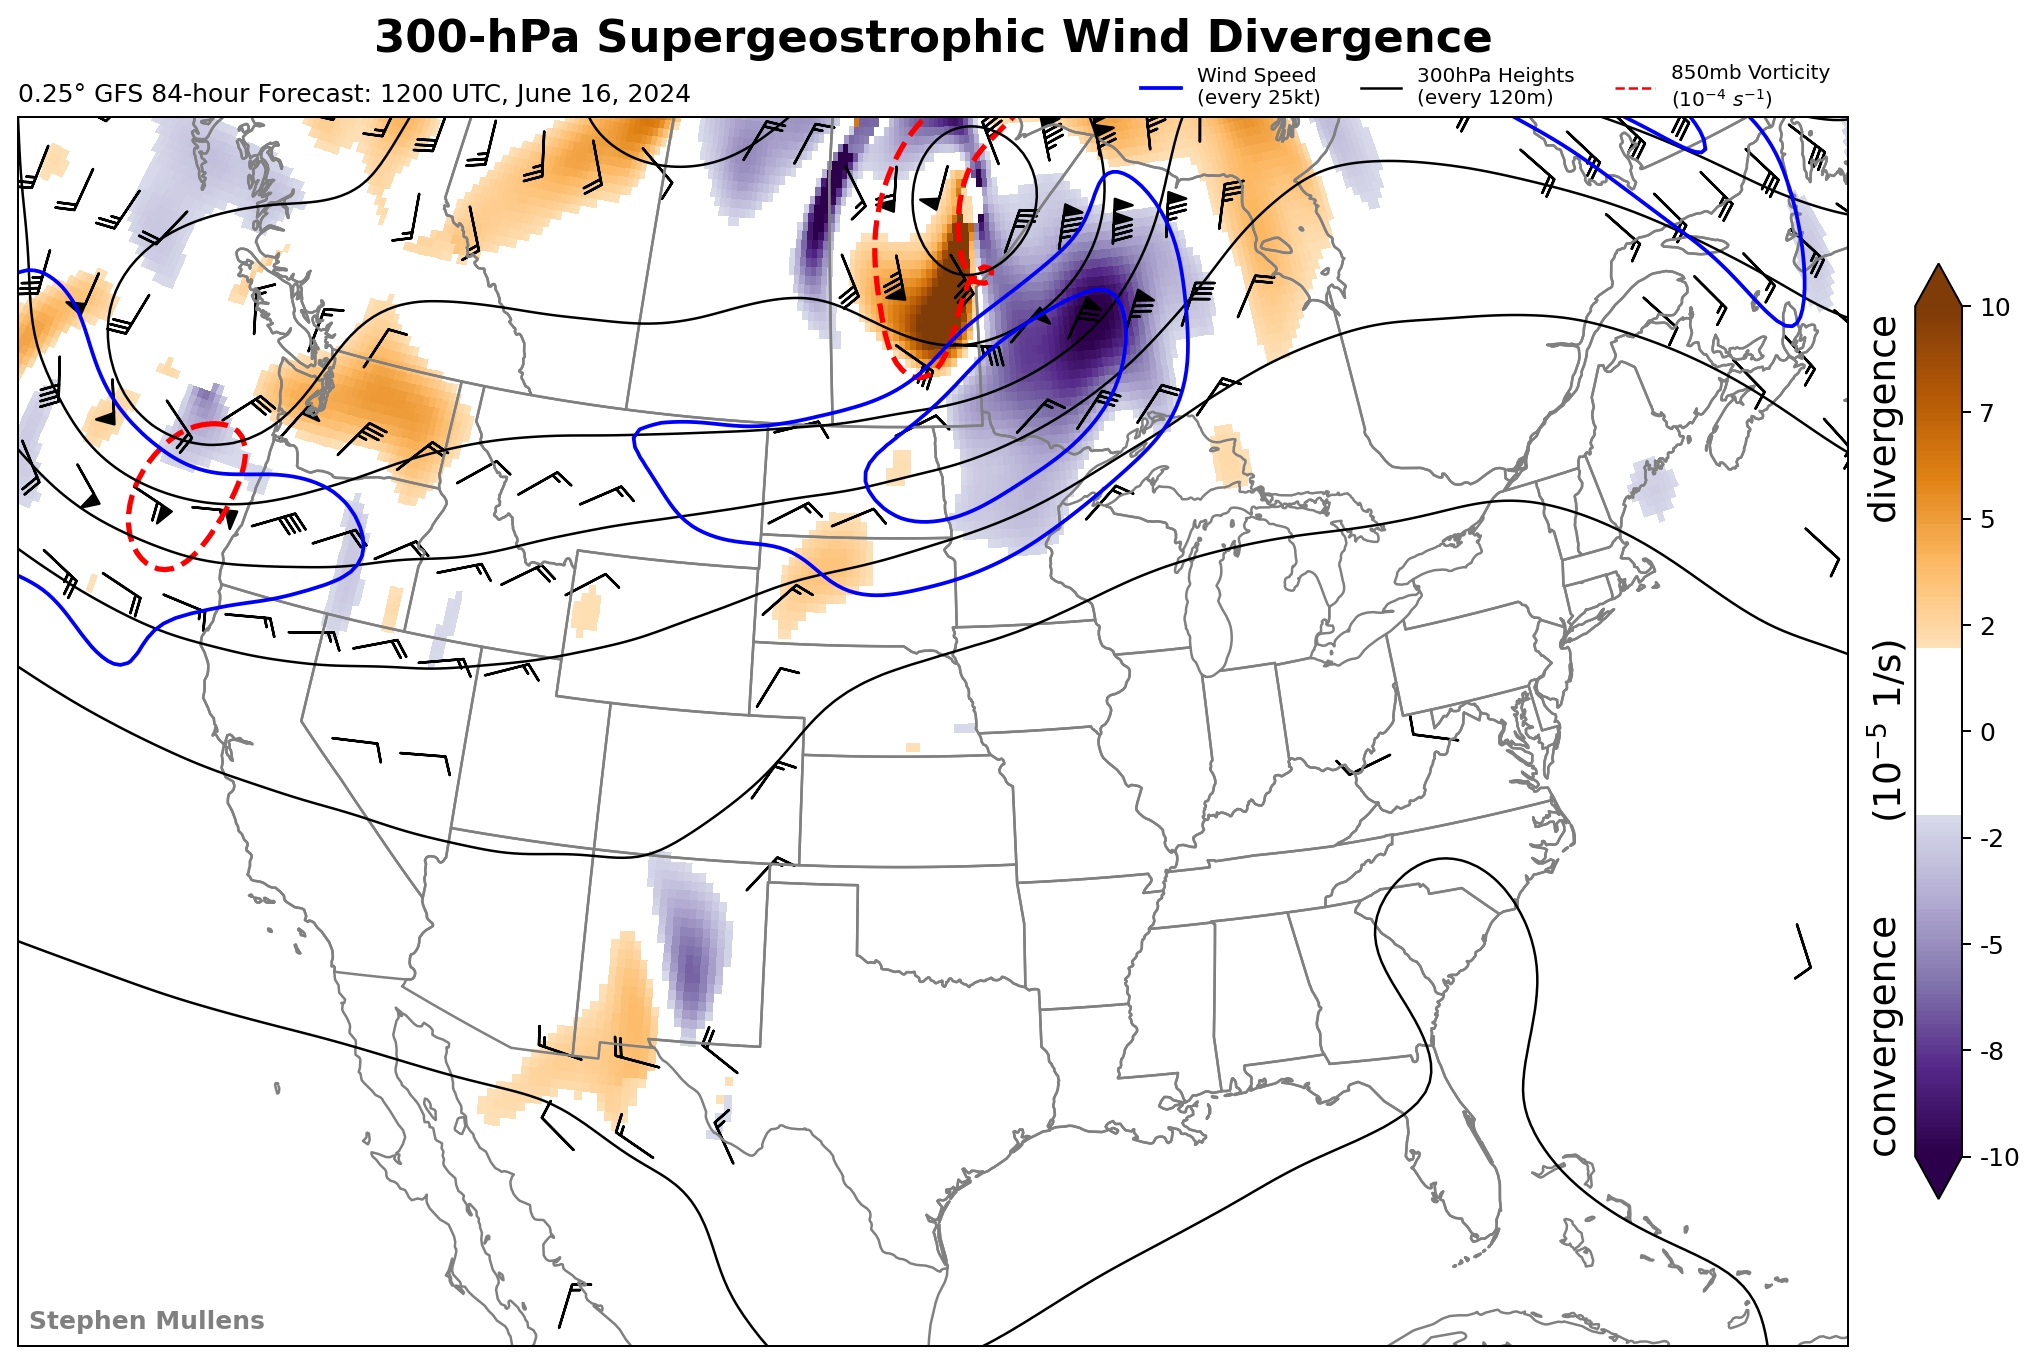 300-hPa Supergeostrophic Wind Divergence
0.25° GFS 84-hour Forecast: 1200 UTC, June 16, 2024
Wind Speed
(every 25kt)
300hPa Heights
(every 120m)
850mb Vorticity
(10⁻⁴ s⁻¹)
10
7
5
2
0
-2
-5
-8
-10
convergence (10⁻⁵ 1/s) divergence
Stephen Mullens